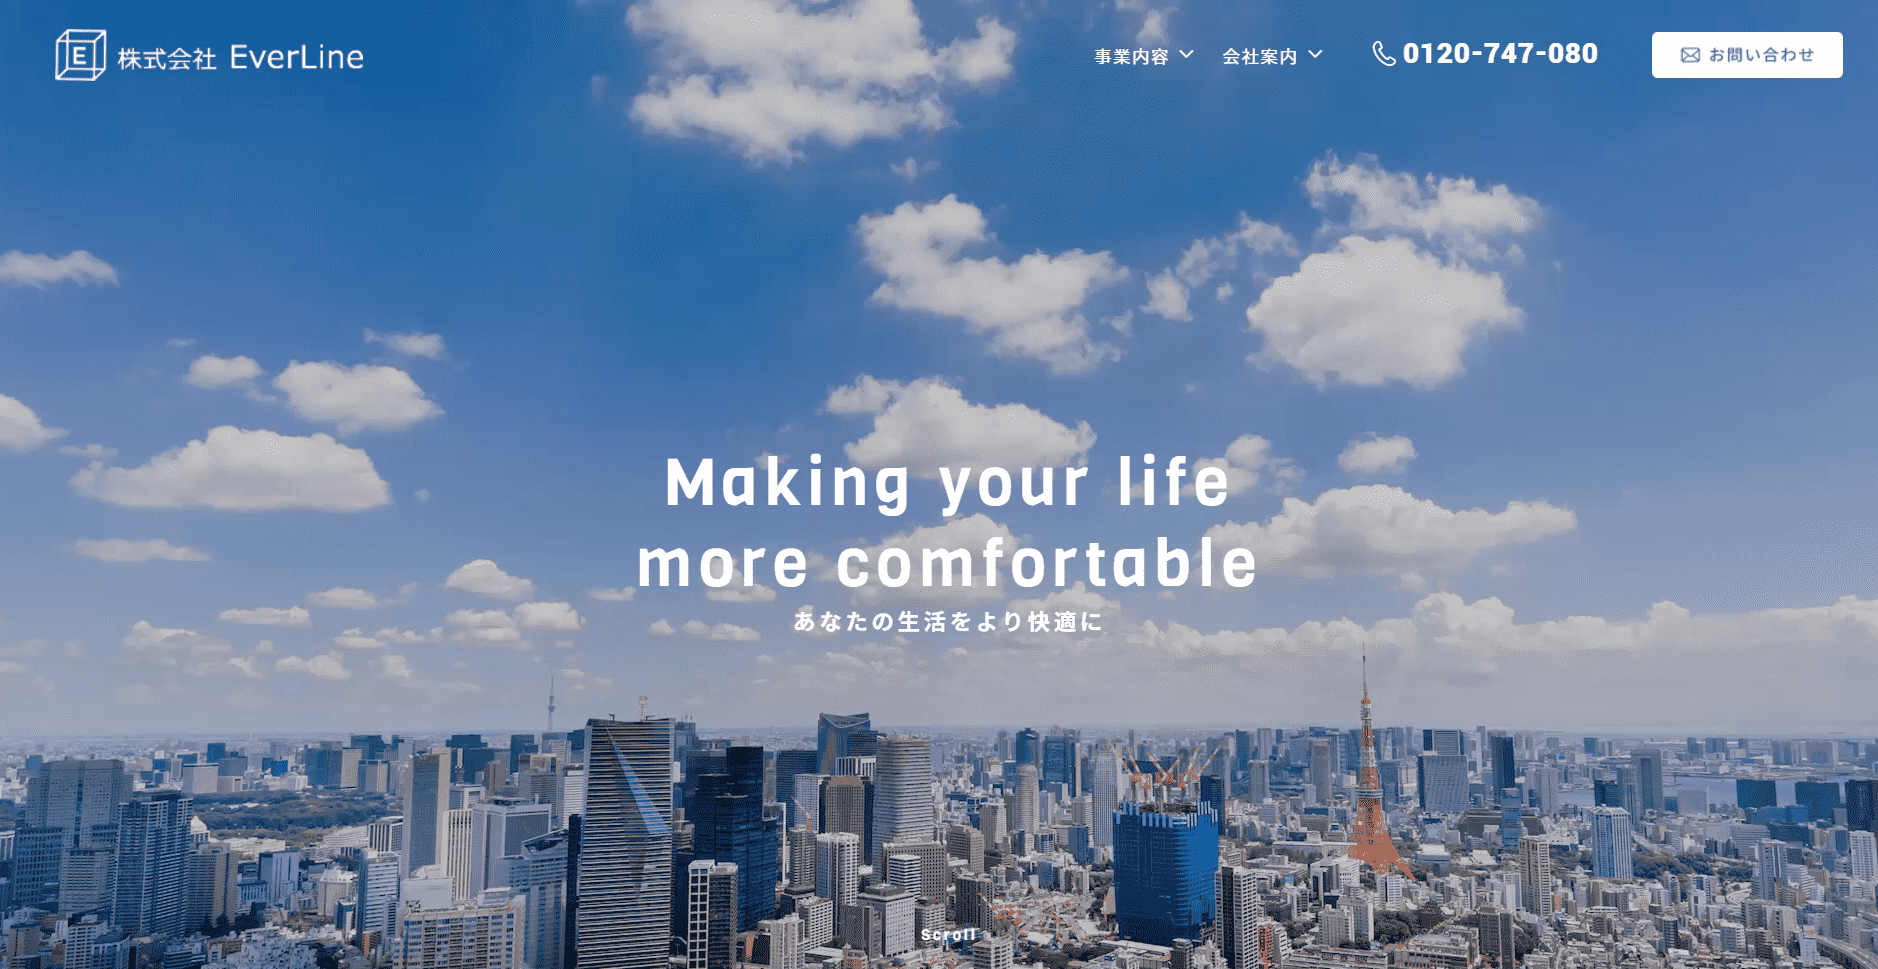 E 株式会社 EverLine
事業内容 会社案内 0120-747-080 お問い合わせ
Making your life
more comfortable
あなたの生活をより快適に
Scroll